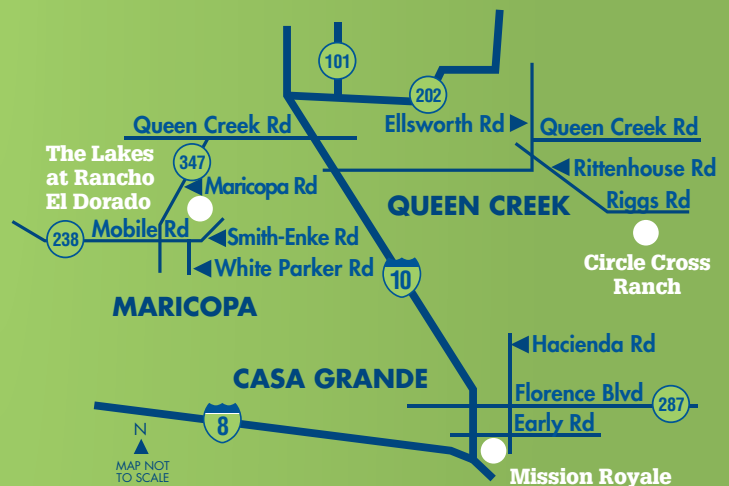 101
202
Ellsworth Rd
Queen Creek Rd
Queen Creek Rd
The Lakes
at Rancho
El Dorado
347
Maricopa Rd
Rittenhouse Rd
QUEEN CREEK
Riggs Rd
238
Mobile Rd
Smith-Enke Rd
White Parker Rd
Circle Cross
Ranch
10
MARICOPA
Hacienda Rd
CASA GRANDE
Florence Blvd
287
8
Early Rd
N
MAP NOT
TO SCALE
Mission Royale